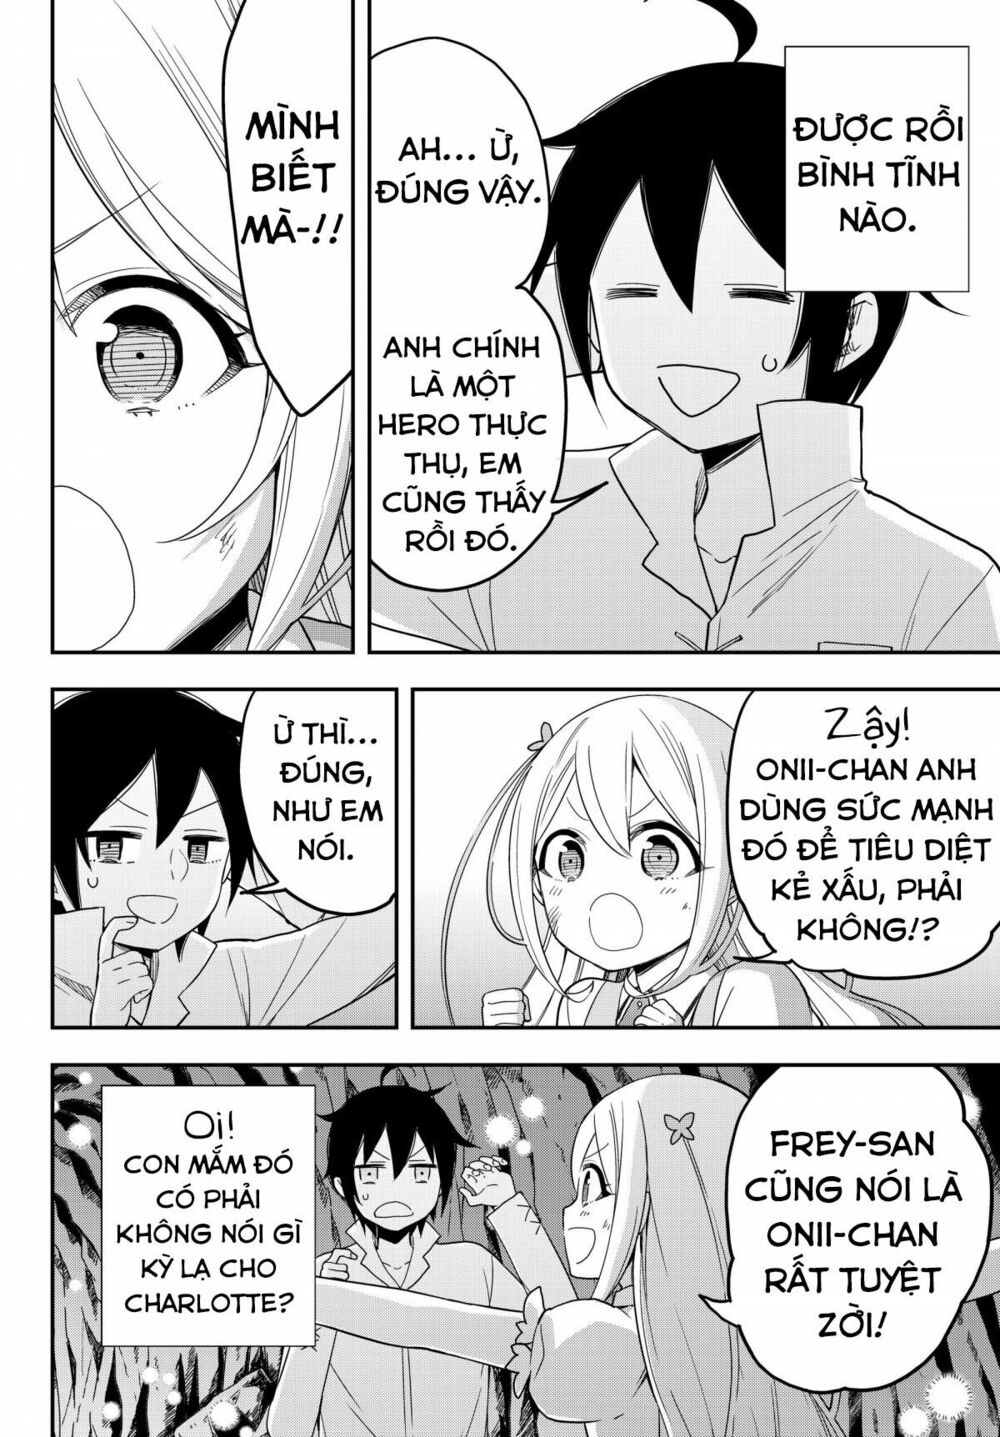 ĐƯỢC RỒI
BÌNH TĨNH
NÀO.
AH... Ừ,
ĐÚNG VẬY.
ANH CHÍNH
LÀ MỘT
HERO THỰC
THỤ, EM
CŨNG THẤY
RỒI ĐÓ.
MÌNH
BIẾT
MÀ-!!
Zậy!
ONII-CHAN ANH
DÙNG SỨC MẠNH
ĐÓ ĐỂ TIÊU DIỆT
KẺ XẤU, PHẢI
KHÔNG!?
Ừ THÌ...
ĐÚNG,
NHƯ EM
NÓI.
FREY-SAN
CŨNG NÓI LÀ
ONII-CHAN
RẤT TUYỆT
ZỜI!
Oị!
CON MẮM ĐÓ
CÓ PHẢI
KHÔNG NÓI GÌ
KỲ LẠ CHO
CHARLOTTE?